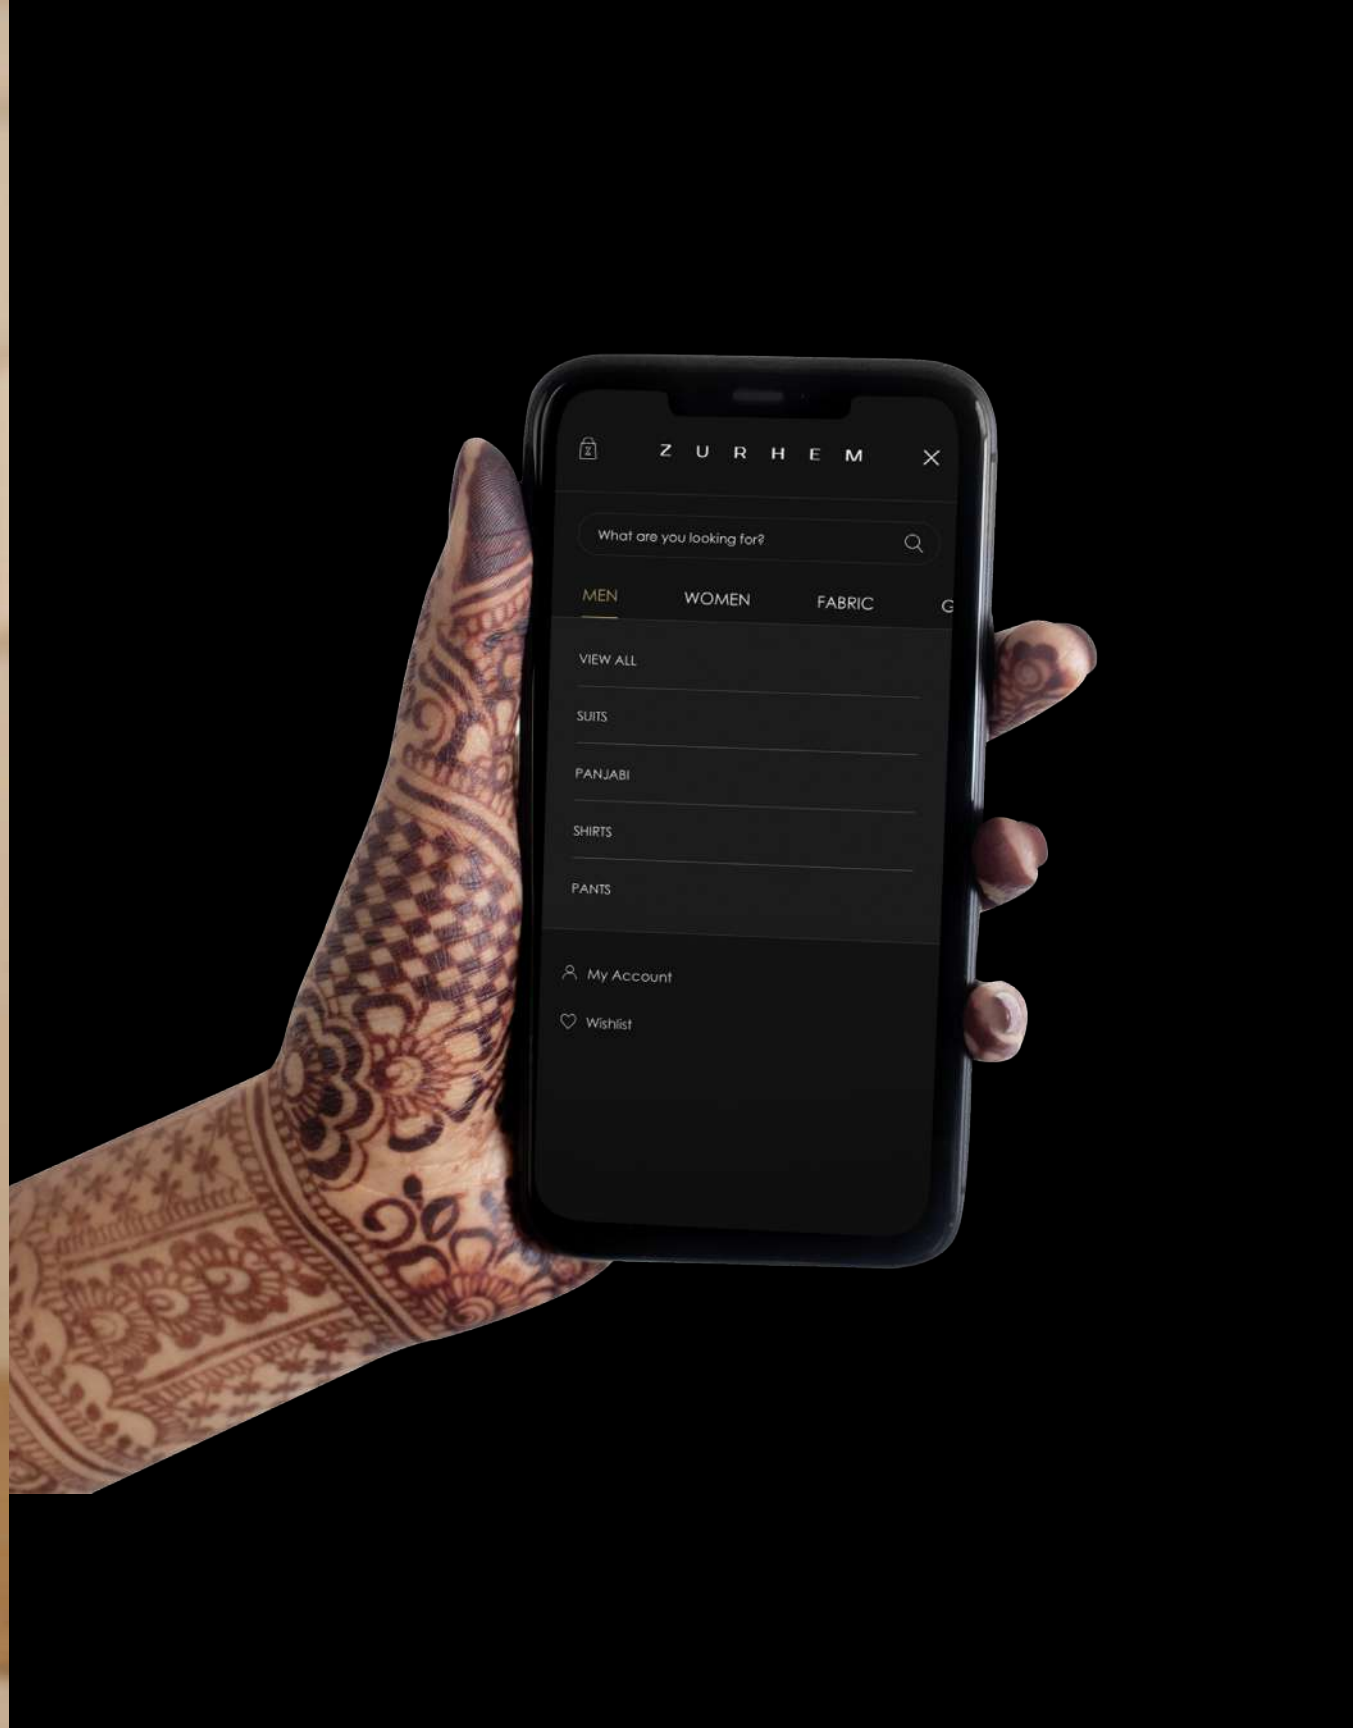 Z U R H E M
What are you looking for?
MEN WOMEN FABRIC G
VIEW ALL
SUITS
PANJABI
SHIRTS
PANTS
My Account
Wishlist